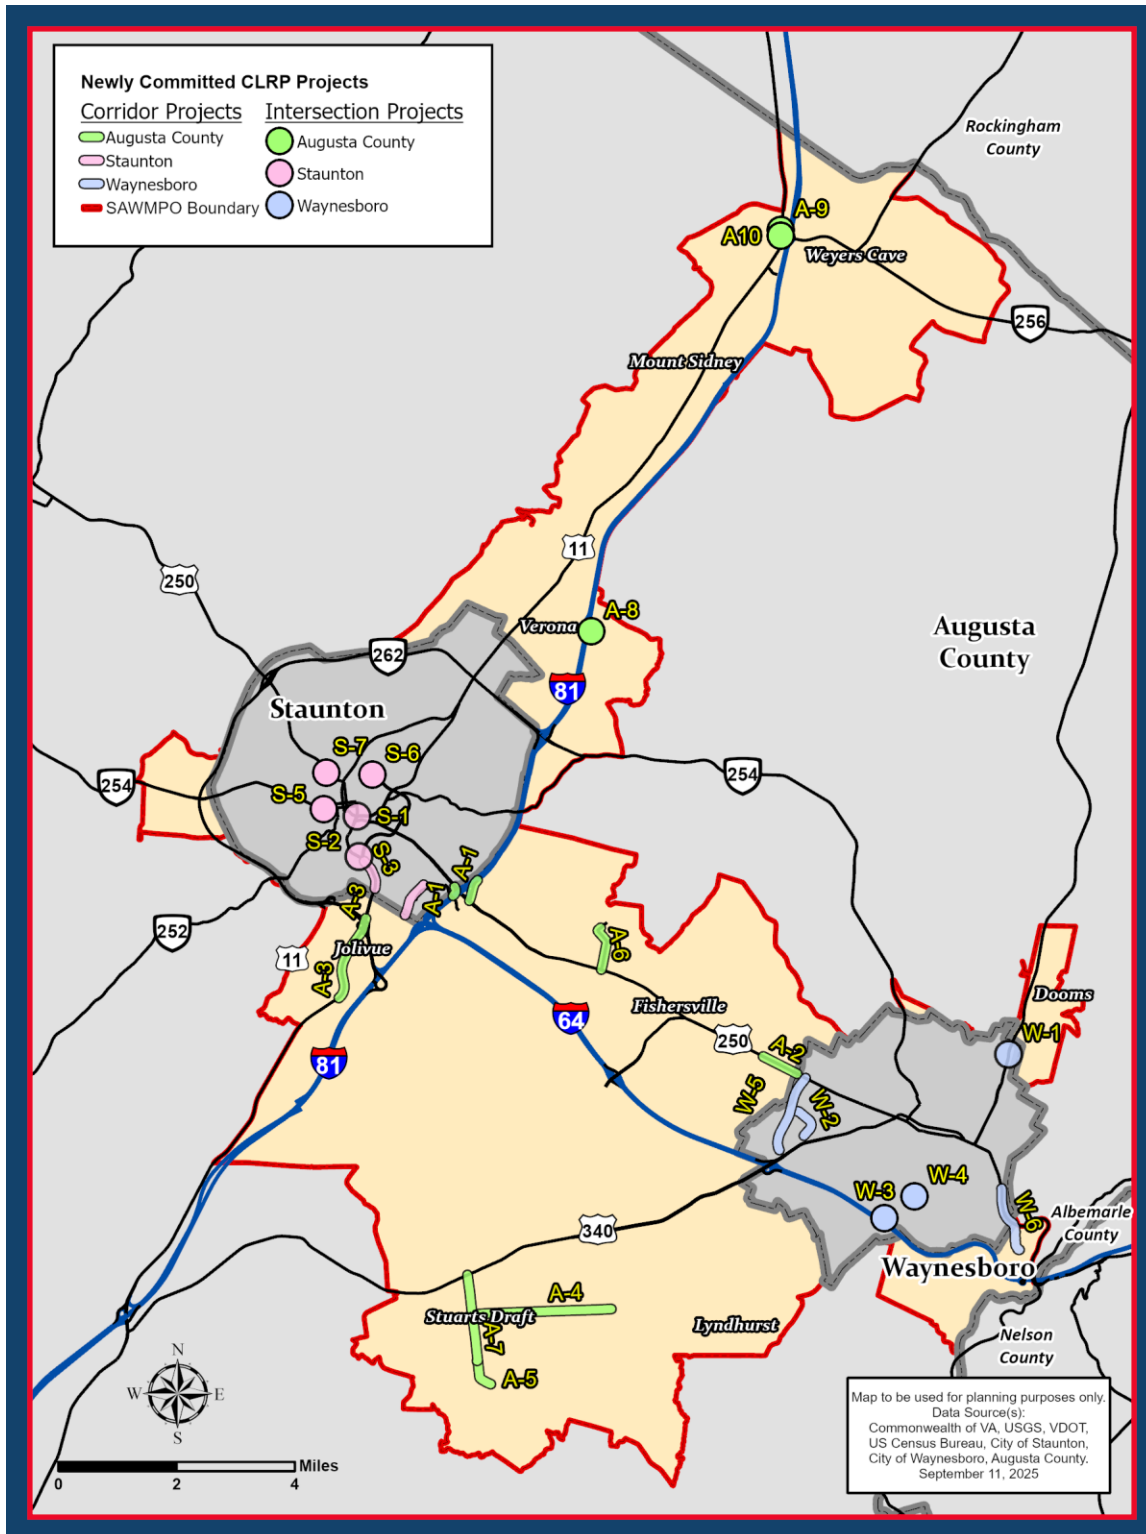 Newly Committed CLRP Projects
Corridor Projects
Intersection Projects
Augusta County
Staunton
Waynesboro
SAWMPO Boundary
Augusta County
Staunton
Waynesboro
Rockingham
County
A-9
A10
Weyers Cave
256
Mount Sidney
11
250
A-8
Verona
Augusta
County
262
81
Staunton
S-7
S-6
254
254
S-5
S-1
S-2
S-3
A-1
A-1
A-3
252
11
Jolivue
A-3
A-6
Fishersville
Dooms
64
W-1
250
A-2
81
W-5
W-2
W-4
W-3
W-6
Albemarle
County
340
Waynesboro
A-4
Stuarts Draft
A-7
Lyndhurst
A-5
Nelson
County
N
W
E
S
Miles
0
2
4
Map to be used for planning purposes only.
Data Source(s):
Commonwealth of VA, USGS, VDOT,
US Census Bureau, City of Staunton,
City of Waynesboro, Augusta County.
September 11, 2025